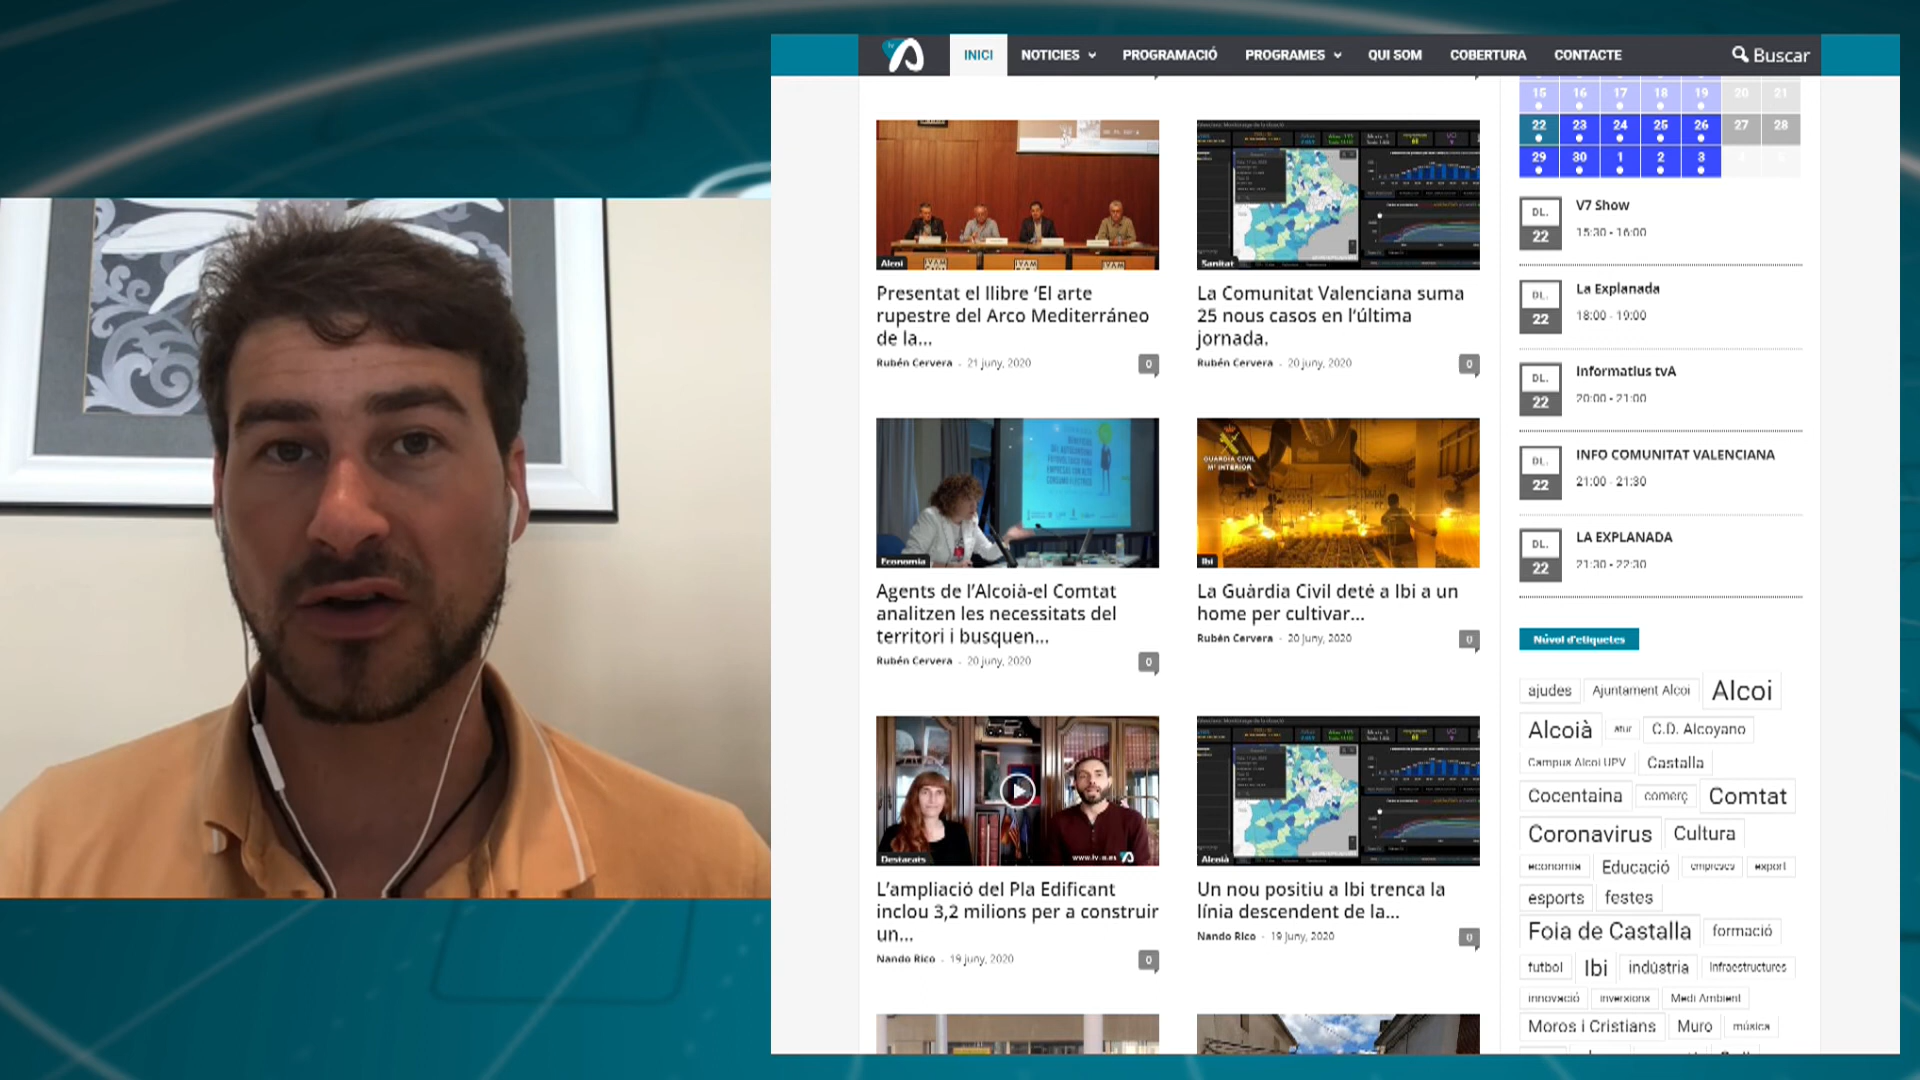 INICI NOTICIES PROGRAMACIÓ PROGRAMES QUI SOM COBERTURA CONTACTE Buscar
15 16 17 18 19 20 21
22 23 24 25 26 27 28
29 30 1 2 3
Alcoi
Presentat el llibre ‘El arte
rupestre del Arco Mediterráneo
de la...
Rubén Cervera - 21 juny, 2020
0
Sanitat
La Comunitat Valenciana suma
25 nous casos en l’última
jornada.
Rubén Cervera - 20 juny, 2020
0
Economia
Agents de l’Alcoià-el Comtat
analitzen les necessitats del
territori i busquen...
Rubén Cervera - 20 juny, 2020
0
GUARDIA CIVIL
Mº INTERIOR
Ibi
La Guàrdia Civil deté a Ibi a un
home per cultivar...
Rubén Cervera - 20 juny, 2020
0
Destacats
www.tv-a.es
L’ampliació del Pla Edificant
inclou 3,2 milions per a construir
un...
Nando Rico - 19 juny, 2020
0
Alcoià
Un nou positiu a Ibi trenca la
línia descendent de la...
Nando Rico - 19 juny, 2020
0
DL. 22
V7 Show
15:30 - 16:00
DL. 22
La Explanada
18:00 - 19:00
DL. 22
Informatius tvA
20:00 - 21:00
DL. 22
INFO COMUNITAT VALENCIANA
21:00 - 21:30
DL. 22
LA EXPLANADA
21:30 - 22:30
Núvol d'etiquetes
ajudes Ajuntament Alcoi Alcoi
Alcoià atur C.D. Alcoyano
Campus Alcoi UPV Castalla
Cocentaina comerç Comtat
Coronavirus Cultura
economia Educació empreses export
esports festes
Foia de Castalla formació
futbol Ibi indústria infraestructures
innovació inversions Medi Ambient
Moros i Cristians Muro música